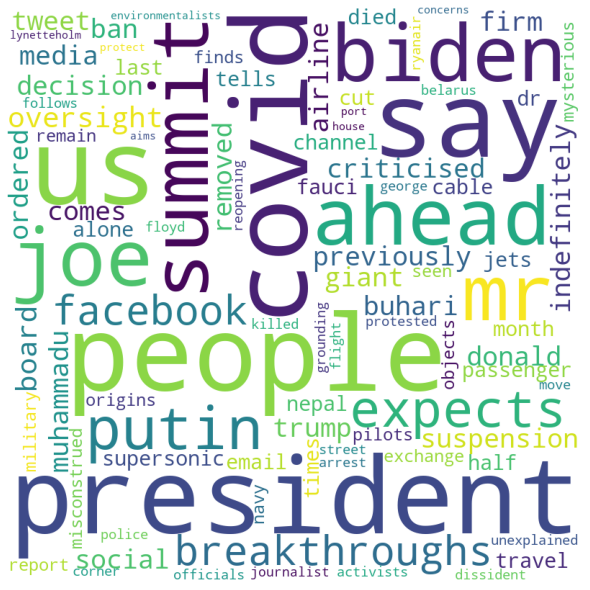 environmentalists
concerns
lynetteholm
protect
tweet
ban
media
finds
last
tells
decision
follows
oversight
remain
aims
ordered
us
comes
alone
joe
george
floyd
summit
covid
removed
reopening
airline
died
firm
ryanair
biden
cut
belarus
dr
mysterious
port
house
say
channel
criticised
fauci
cable
ahead
indefinitely
previously
jets
giant
seen
mr
buhari
month
facebook
killed
protested
board
muhammadu
people
grounding
flight
objects
donald
passenger
move
military
misconstrued
origins
putin
nepal
expects
trump
pilots
suspension
supersonic
email
navy
times
street
arrest
exchange
half
president
police
report
corner
social
breakthroughs
officials
journalist
activists
unexplained
travel
dissident